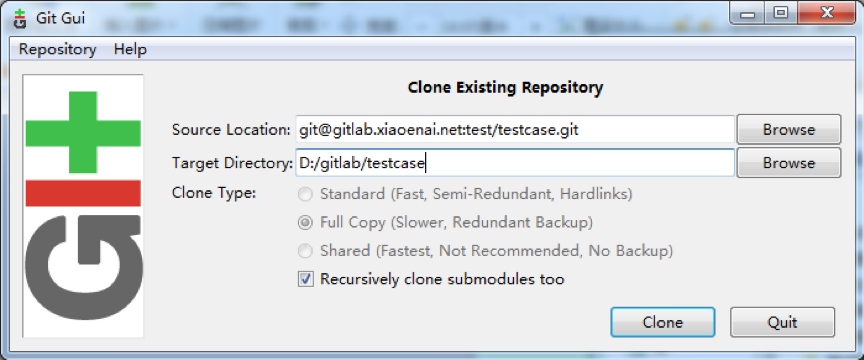 Git Gui
Repository Help
Clone Existing Repository
Source Location: git@gitlab.xiaoenai.net:test/testcase.git Browse
Target Directory: D:/gitlab/testcase Browse
Clone Type: Standard (Fast, Semi-Redundant, Hardlinks)
Full Copy (Slower, Redundant Backup)
Shared (Fastest, Not Recommended, No Backup)
Recursively clone submodules too
Clone Quit